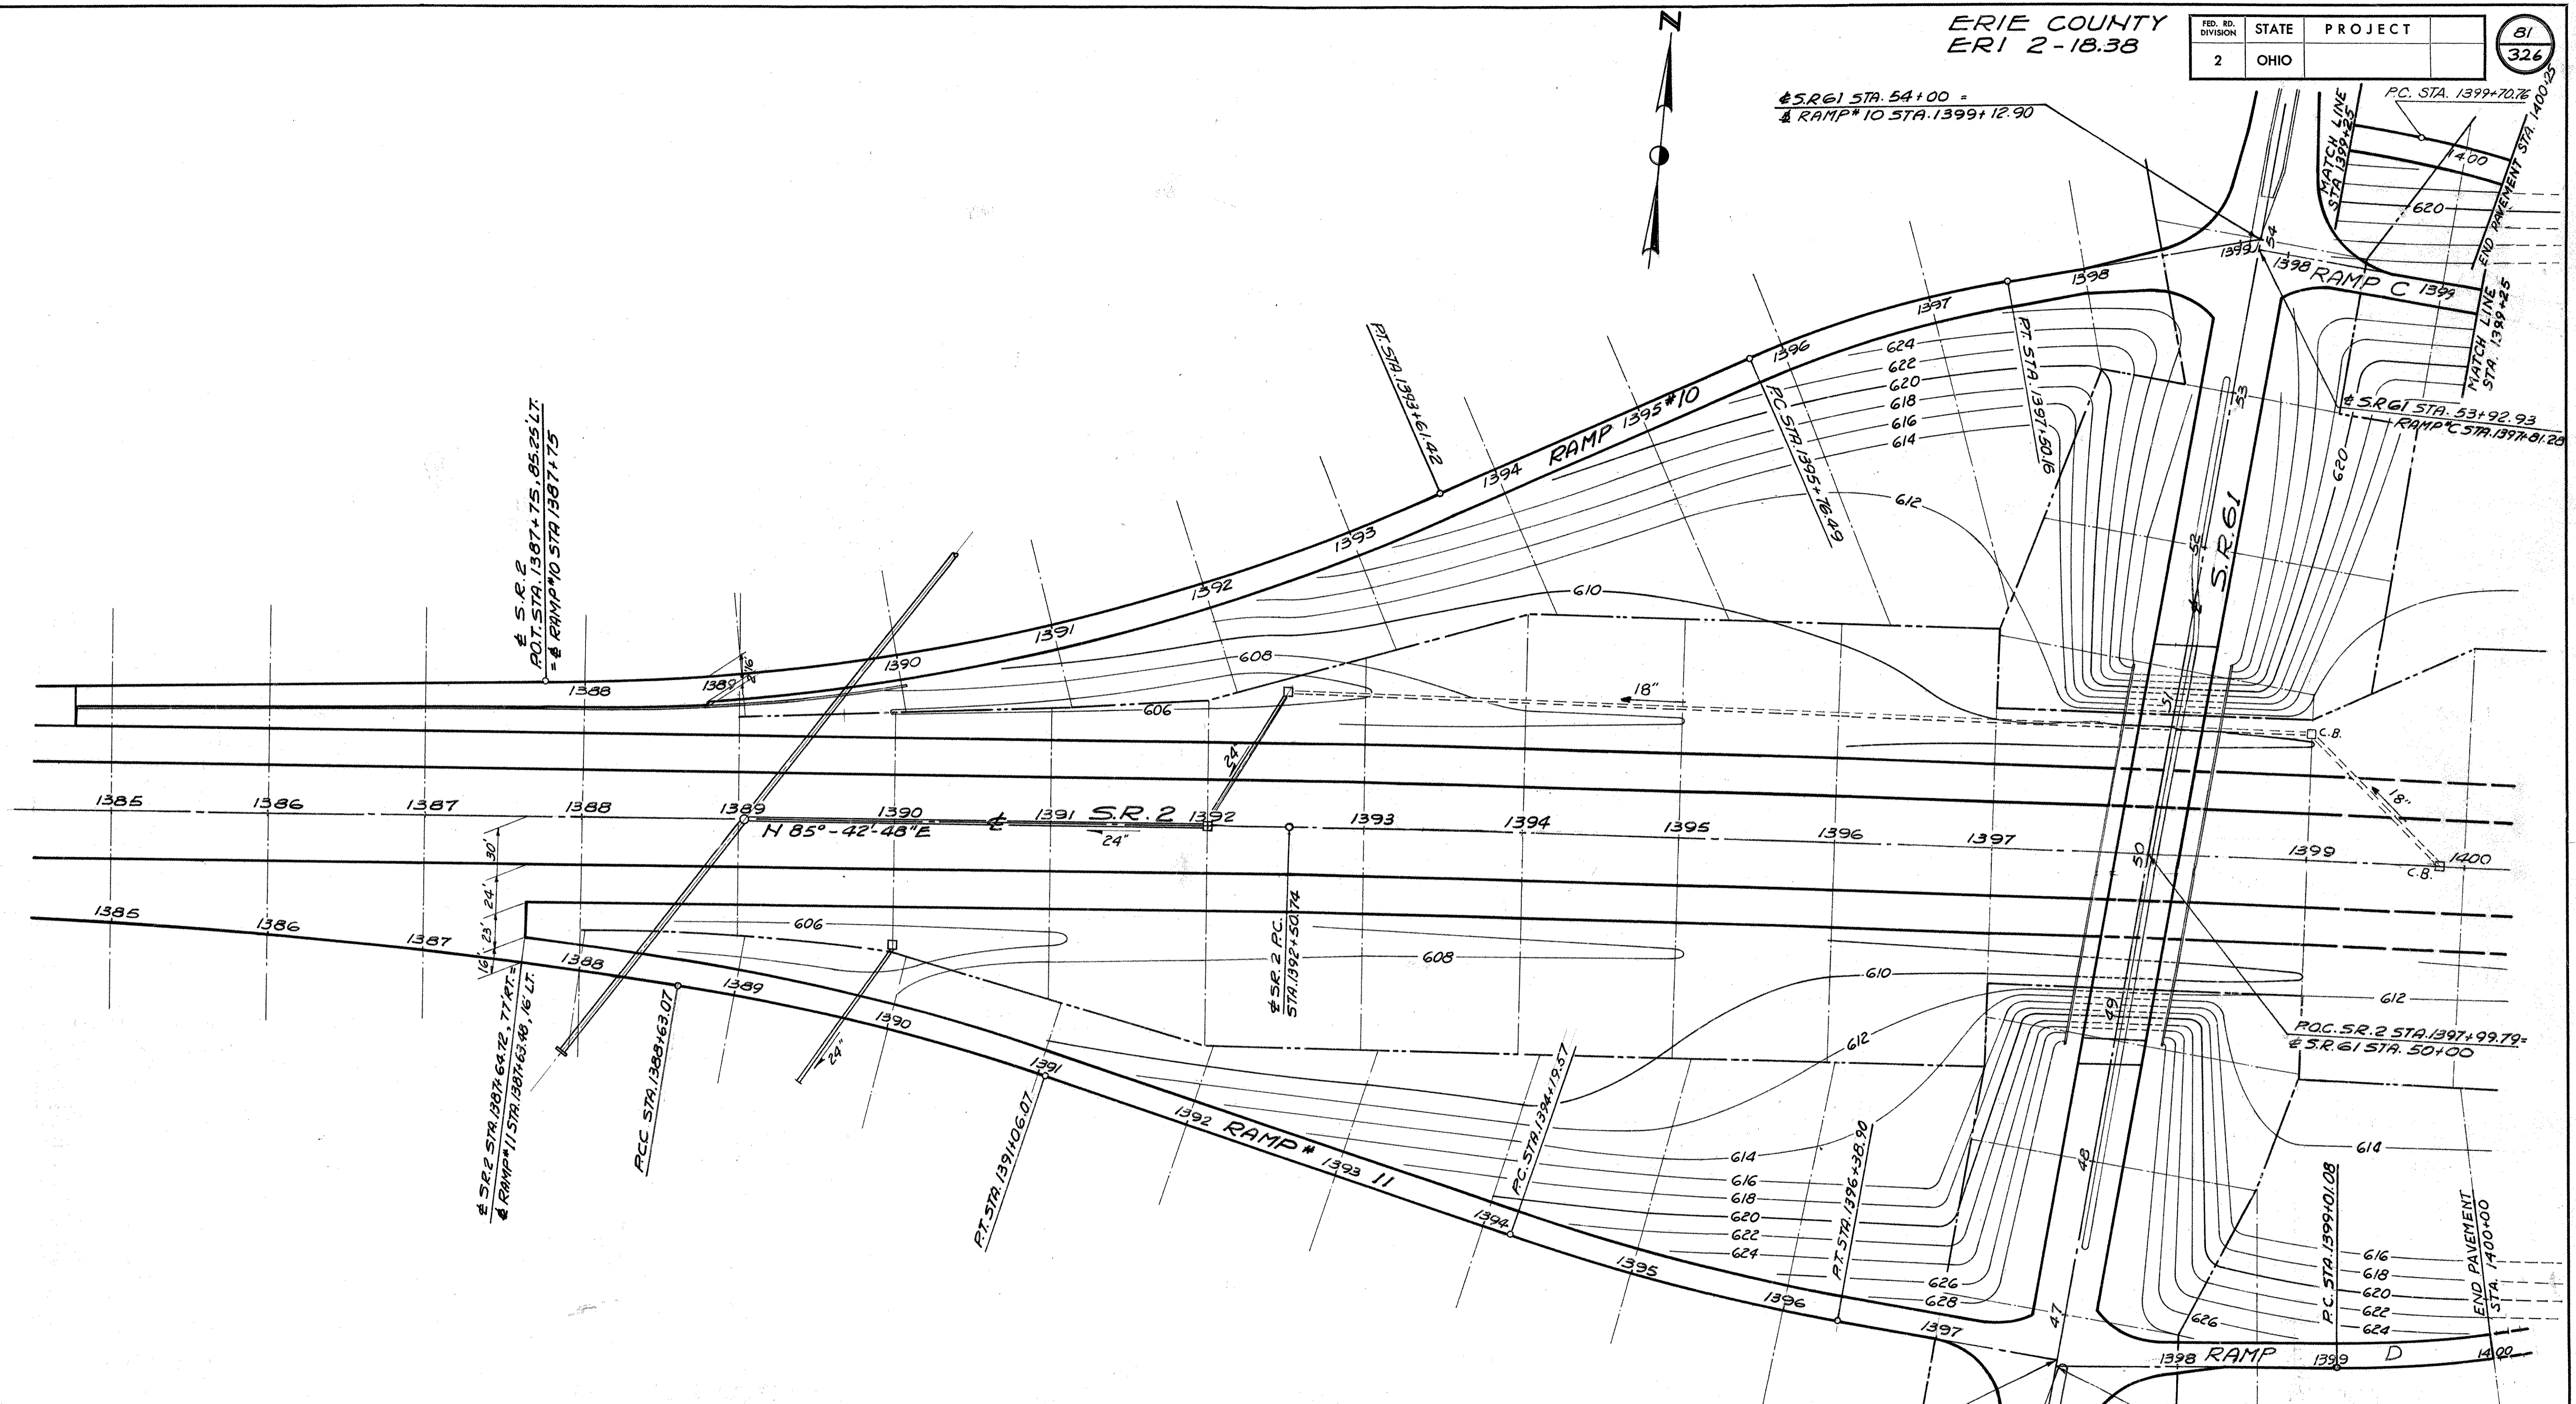 ERIE COUNTY
ERI 2-18.38
FED. RD. DIVISION STATE PROJECT
2 OHIO
81
326
N
℄ S.R.61 STA. 54+00 =
℄ RAMP #10 STA. 1399+12.90
P.C. STA. 1399+70.76
MATCH LINE
STA 1399+25
END PAVEMENT STA. 1400+25
1400
620
54
1399
1398
RAMP C 1399
MATCH LINE
STA. 1399+25
℄ S.R.61 STA. 53+92.93
RAMP "C STA.1397+81.28
P.T. STA. 1393+61.42
P.C. STA. 1395+76.49
P.T. STA. 1397+50.16
1388 1389 1390 1391 1392 1393 1394 RAMP 1395 #10 1396 1397 1398
624
622
620
618
616
614
612
610
608
606
620
53
52
S.R.61
℄
51
50
49
48
47
℄ S.R.2
P.O.T. STA. 1387+75, 85.25' LT.
= ℄ RAMP #10 STA 1387+75
16'
2'
18"
C.B.
18"
C.B.
24"
1385 1386 1387 1388 1389 1390 1391 S.R.2 1392 1393 1394 1395 1396 1397 1399 1400
N 85°-42'-48"E ℄
24"
30'
24'
23'
16'
℄ S.R.2 P.C.
STA. 1392+50.74
606
608
610
612
612
P.O.C. S.R.2 STA. 1397+99.79=
℄ S.R.61 STA. 50+00
1385 1386 1387 1388 1389 1390 1391 1392 RAMP # 1393 11 1394 1395 1396 1397
℄ S.R.2 STA. 1387+64.72, 77' RT. =
℄ RAMP #11 STA. 1387+63.48, 16' LT.
P.C.C. STA. 1388+63.07
24"
P.T. STA. 1391+06.07
P.C. STA. 1394+19.57
P.T. STA. 1396+38.90
614
616
618
620
622
624
626
628
614
616
618
620
622
624
626
P.C. STA. 1399+01.08
END PAVEMENT
STA. 1400+00
1398 RAMP 1399 D 1400